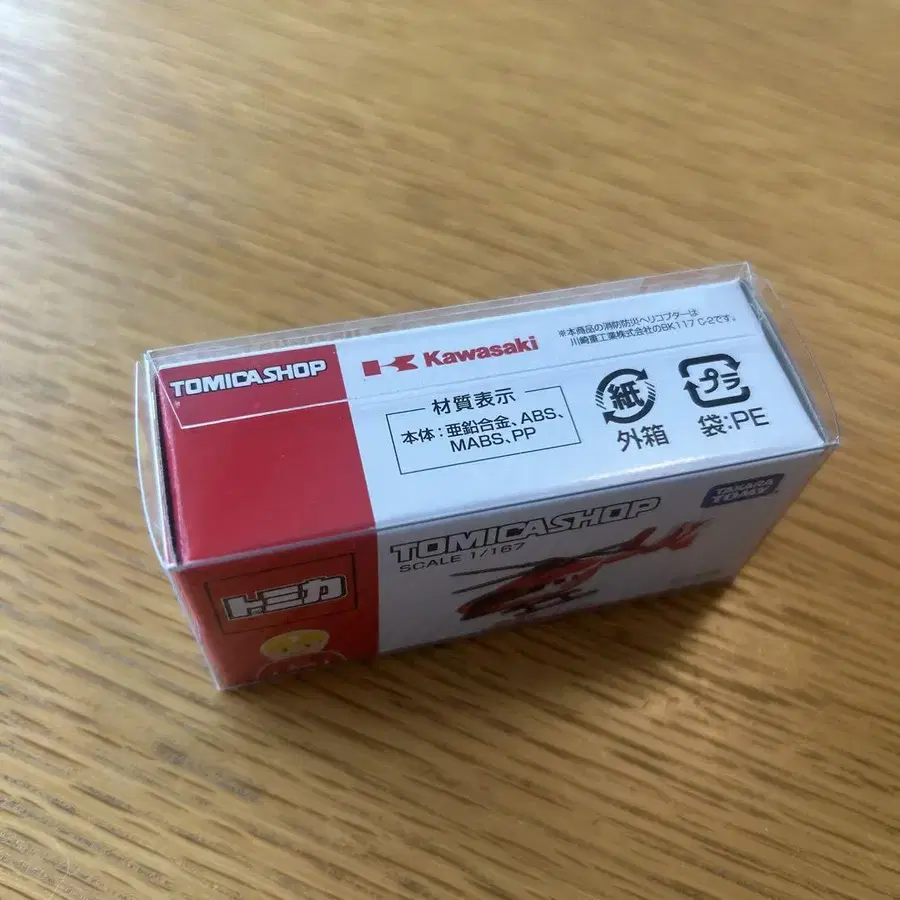 TOMICASHOP
Kawasaki
※本商品の消防防災ヘリコプターは
川崎重工業株式会社のBK117 C-2です。
材質表示
本体：亜鉛合金、ABS、
MABS、PP
紙
外箱
プラ
袋:PE
TOMICASHOP
SCALE 1/167
TAKARA
TOMY
トミカ